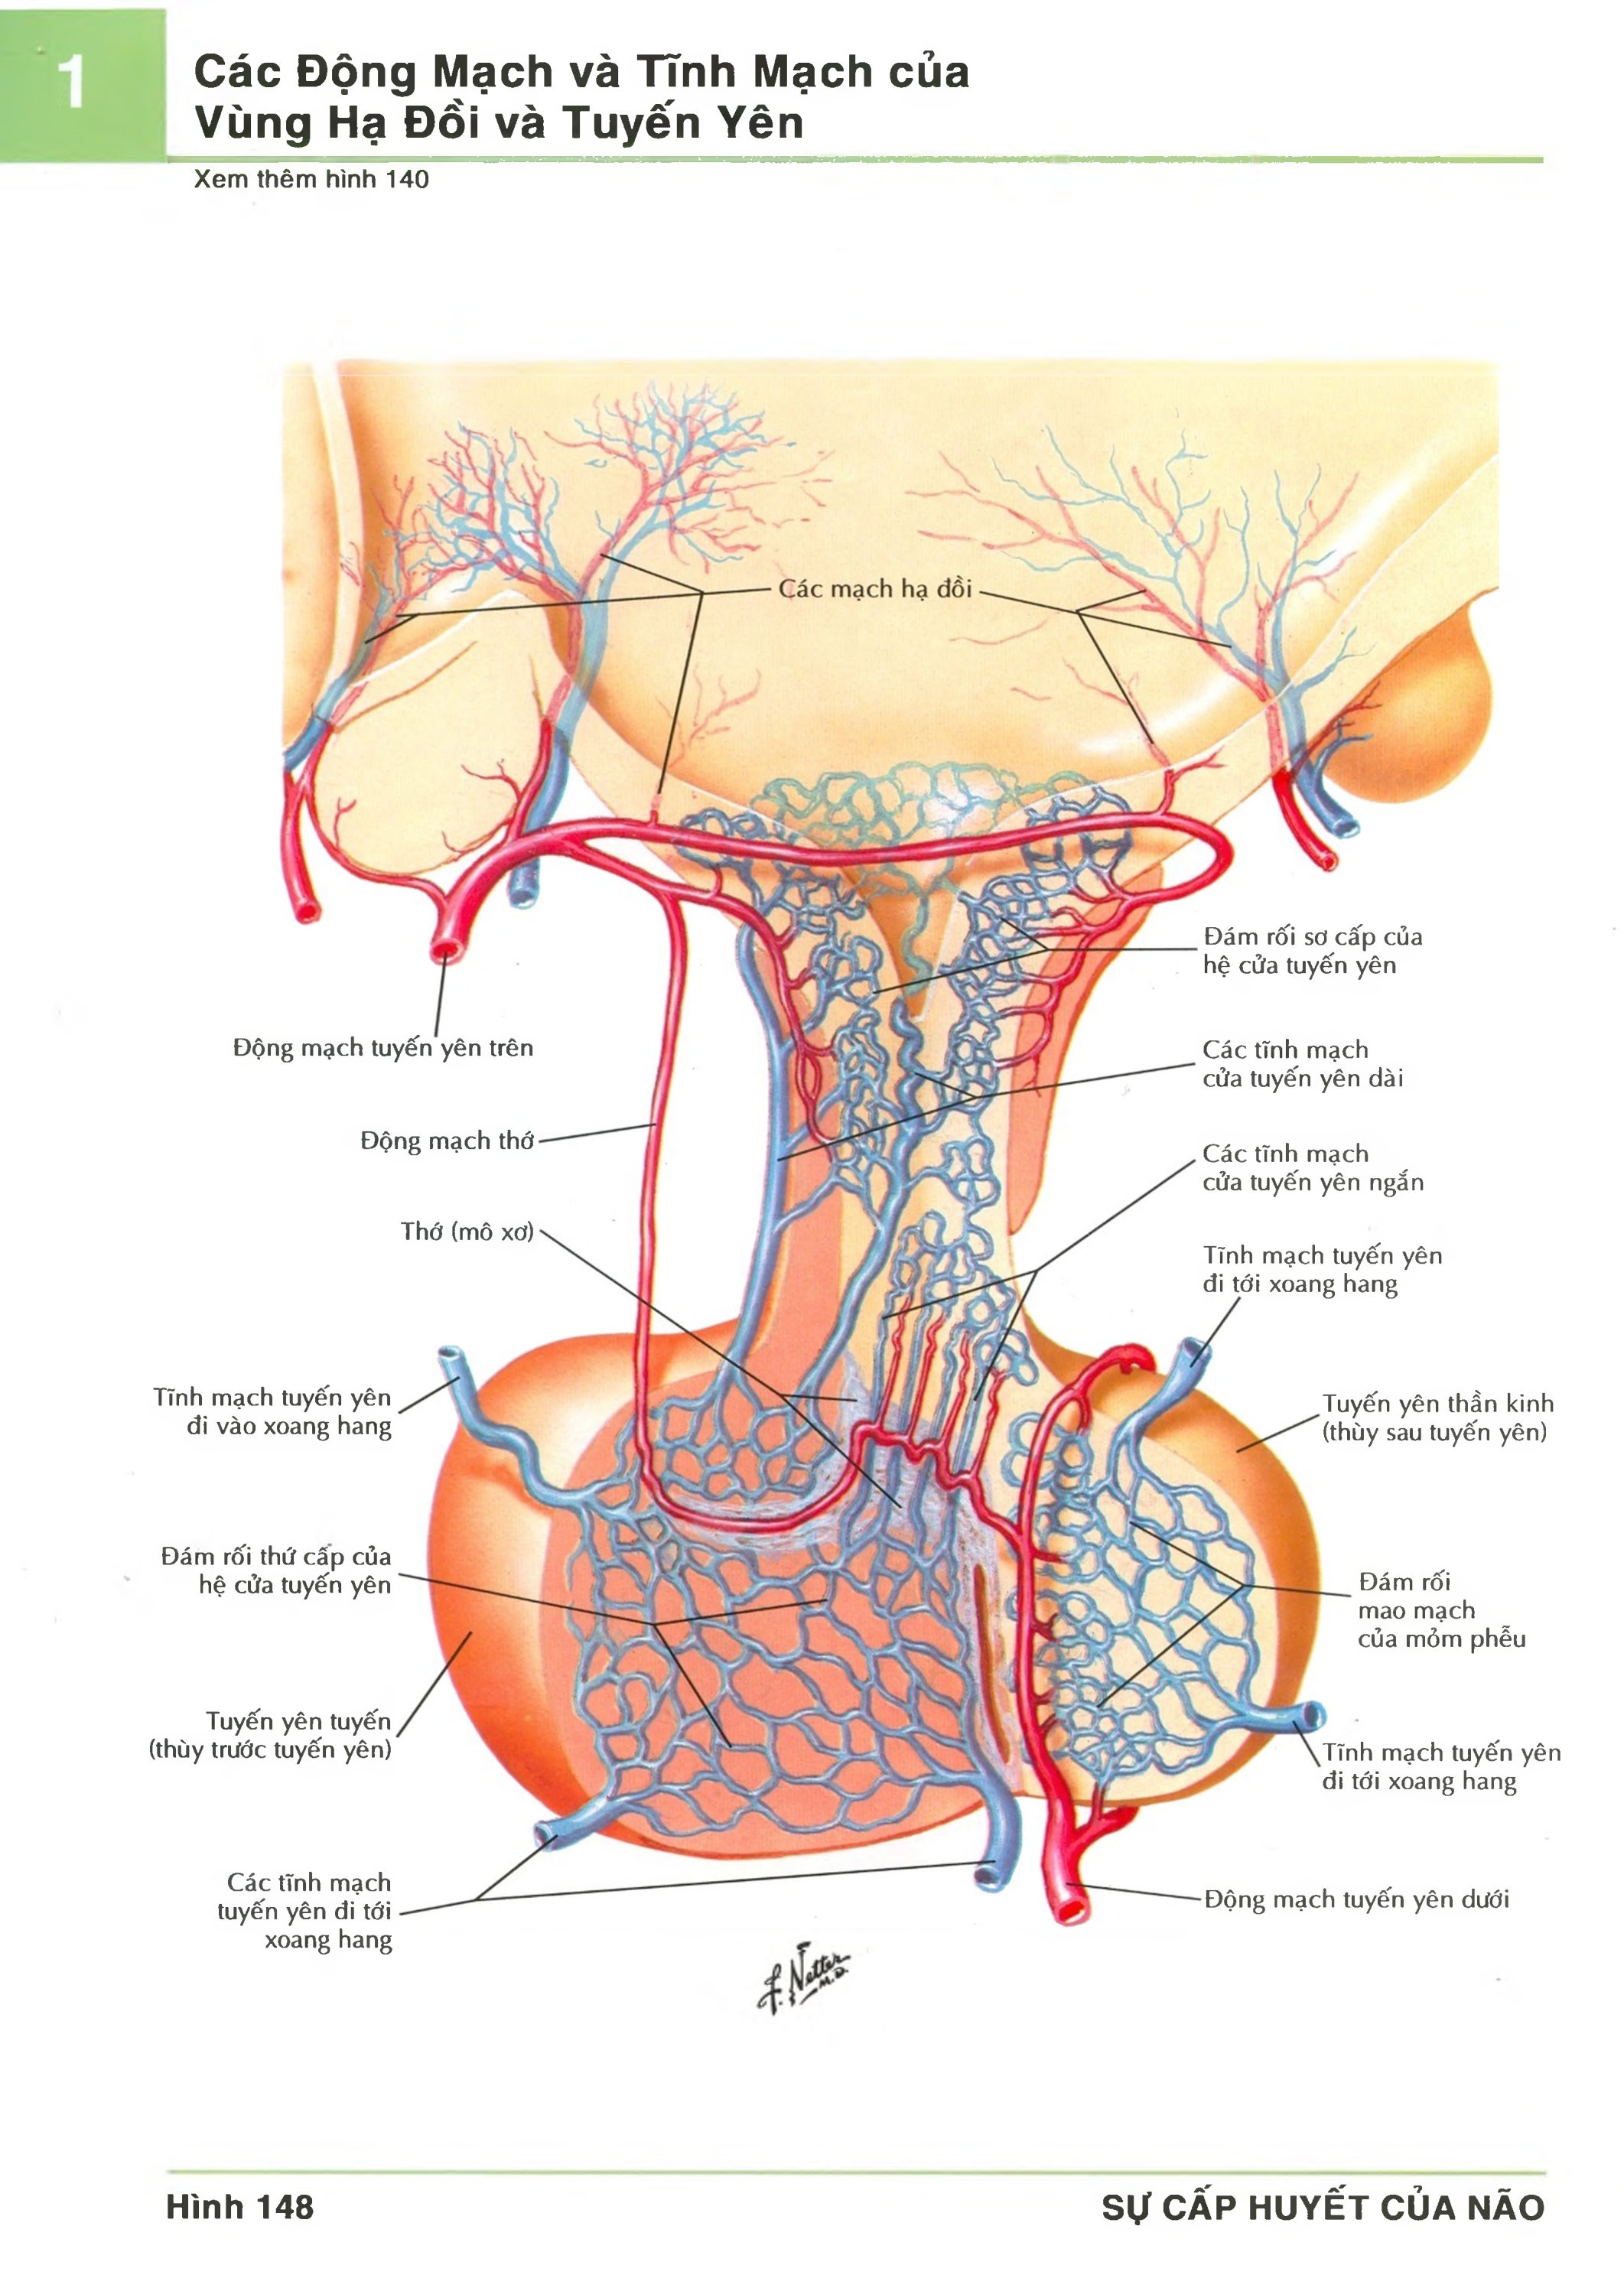 1
Các Động Mạch và Tĩnh Mạch của
Vùng Hạ Đồi và Tuyến Yên
Xem thêm hình 140
Các mạch hạ đồi
Đám rối sơ cấp của
hệ cửa tuyến yên
Động mạch tuyến yên trên
Các tĩnh mạch
cửa tuyến yên dài
Động mạch thớ
Các tĩnh mạch
cửa tuyến yên ngắn
Thớ (mô xơ)
Tĩnh mạch tuyến yên
đi tới xoang hang
Tĩnh mạch tuyến yên
đi vào xoang hang
Tuyến yên thần kinh
(thùy sau tuyến yên)
Đám rối thứ cấp của
hệ cửa tuyến yên
Đám rối
mao mạch
của mỏm phễu
Tuyến yên tuyến
(thùy trước tuyến yên)
Tĩnh mạch tuyến yên
đi tới xoang hang
Các tĩnh mạch
tuyến yên đi tới
xoang hang
Động mạch tuyến yên dưới
F. Netter
M.D.
Hình 148
SỰ CẤP HUYẾT CỦA NÃO